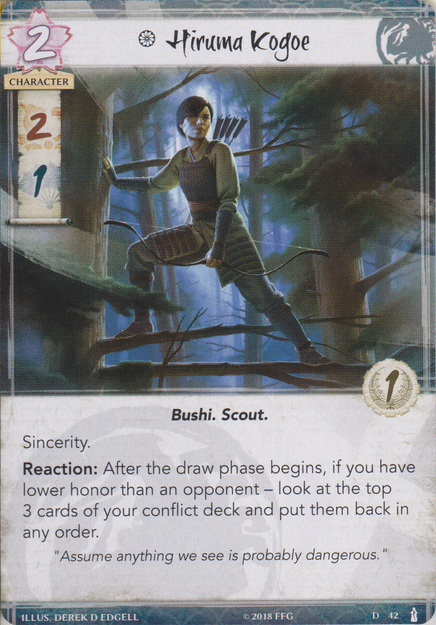 2
Hiruma Kogoe
CHARACTER
2
1
1
Bushi. Scout.
Sincerity.
Reaction: After the draw phase begins, if you have
lower honor than an opponent – look at the top
3 cards of your conflict deck and put them back in
any order.
"Assume anything we see is probably dangerous."
ILLUS. DEREK D EDGELL
© 2018 FFG
D 42